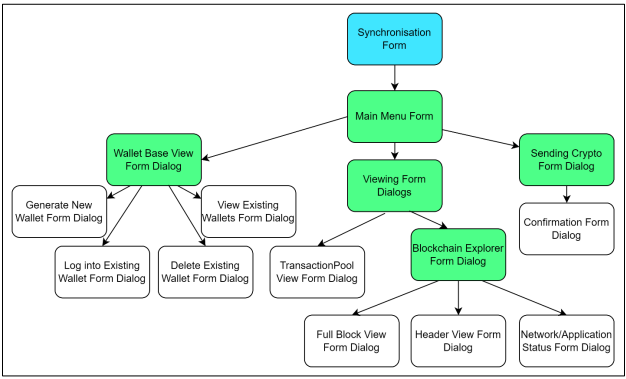 Synchronisation
Form
Main Menu Form
Wallet Base View
Form Dialog
Viewing Form
Dialogs
Sending Crypto
Form Dialog
Generate New
Wallet Form Dialog
View Existing
Wallets Form Dialog
Confirmation Form
Dialog
Log into Existing
Wallet Form Dialog
Delete Existing
Wallet Form Dialog
TransactionPool
View Form Dialog
Blockchain Explorer
Form Dialog
Full Block View
Form Dialog
Header View Form
Dialog
Network/Application
Status Form Dialog